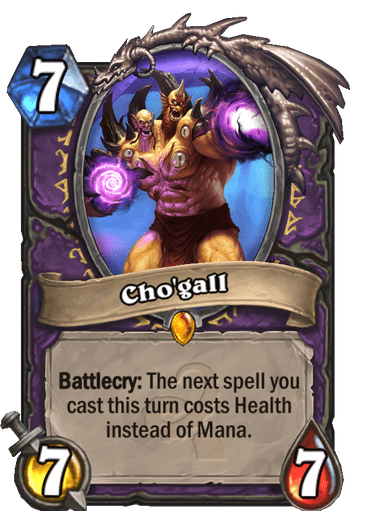 7
Cho'gall
Battlecry: The next spell you
cast this turn costs Health
instead of Mana.
7
7